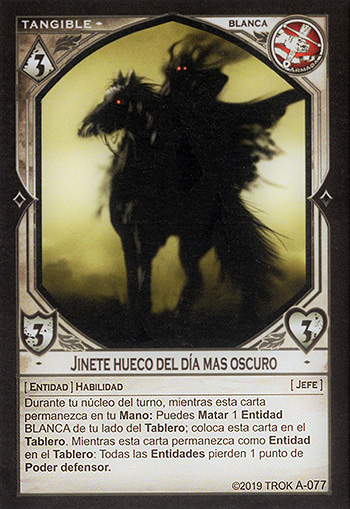 TANGIBLE
BLANCA
3
ARMADA
3
3
JINETE HUECO DEL DÍA MAS OSCURO
[ ENTIDAD ] HABILIDAD [ JEFE ]
Durante tu núcleo del turno, mientras esta carta
permanezca en tu Mano: Puedes Matar 1 Entidad
BLANCA de tu lado del Tablero; coloca esta carta en el
Tablero. Mientras esta carta permanezca como Entidad
en el Tablero: Todas las Entidades pierden 1 punto de
Poder defensor.
©2019 TROK A-077